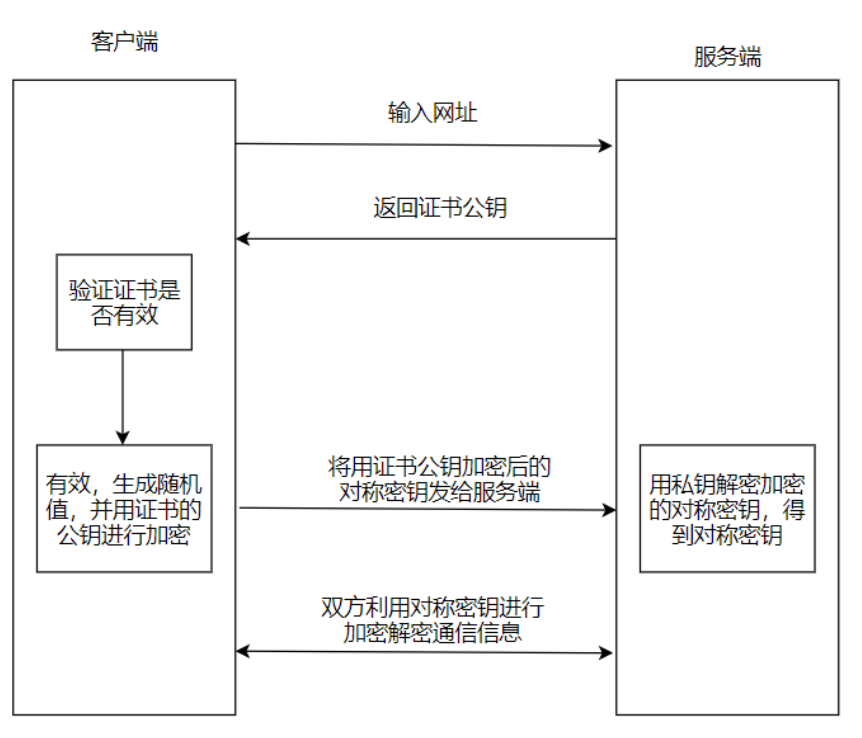 客户端
服务端
输入网址
返回证书公钥
验证证书是
否有效
有效，生成随机
值，并用证书的
公钥进行加密
将用证书公钥加密后的
对称密钥发给服务端
用私钥解密加密
的对称密钥，得
到对称密钥
双方利用对称密钥进行
加密解密通信信息